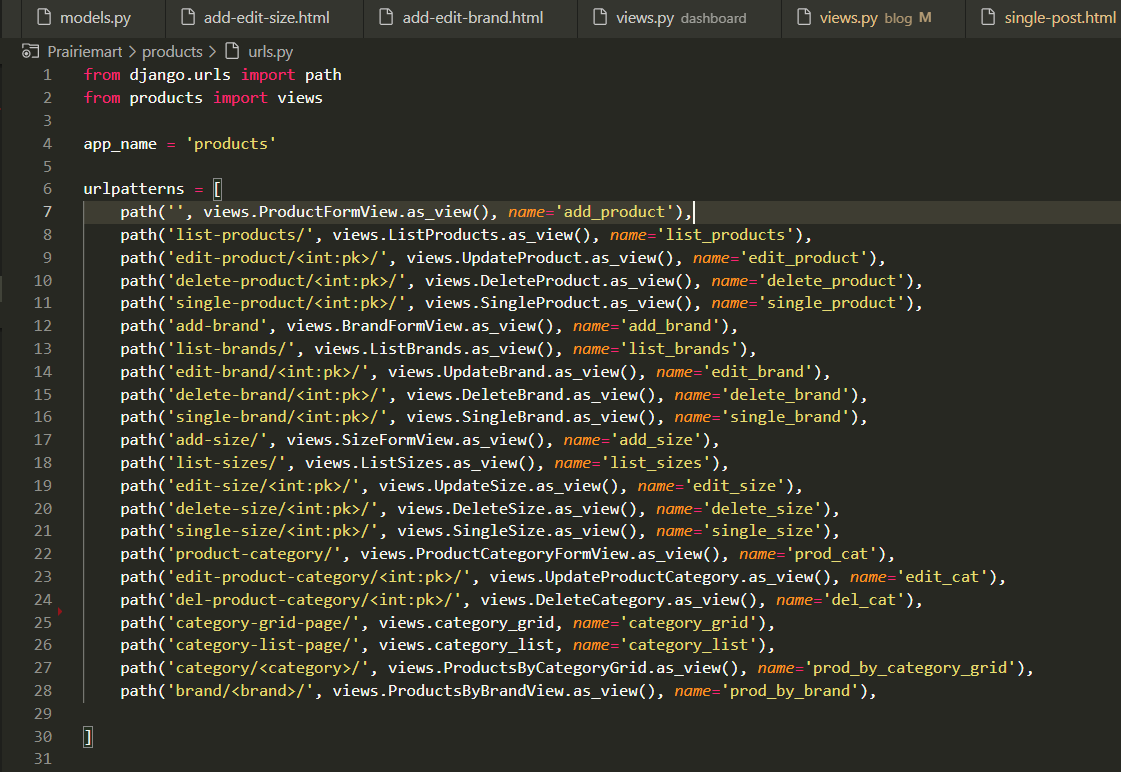 models.py add-edit-size.html add-edit-brand.html views.py dashboard views.py blog M single-post.html
Prairiemart > products > urls.py
1 from django.urls import path
2 from products import views
3
4 app_name = 'products'
5
6 urlpatterns = [
7 path('', views.ProductFormView.as_view(), name='add_product'),
8 path('list-products/', views.ListProducts.as_view(), name='list_products'),
9 path('edit-product/<int:pk>/', views.UpdateProduct.as_view(), name='edit_product'),
10 path('delete-product/<int:pk>/', views.DeleteProduct.as_view(), name='delete_product'),
11 path('single-product/<int:pk>/', views.SingleProduct.as_view(), name='single_product'),
12 path('add-brand', views.BrandFormView.as_view(), name='add_brand'),
13 path('list-brands/', views.ListBrands.as_view(), name='list_brands'),
14 path('edit-brand/<int:pk>/', views.UpdateBrand.as_view(), name='edit_brand'),
15 path('delete-brand/<int:pk>/', views.DeleteBrand.as_view(), name='delete_brand'),
16 path('single-brand/<int:pk>/', views.SingleBrand.as_view(), name='single_brand'),
17 path('add-size/', views.SizeFormView.as_view(), name='add_size'),
18 path('list-sizes/', views.ListSizes.as_view(), name='list_sizes'),
19 path('edit-size/<int:pk>/', views.UpdateSize.as_view(), name='edit_size'),
20 path('delete-size/<int:pk>/', views.DeleteSize.as_view(), name='delete_size'),
21 path('single-size/<int:pk>/', views.SingleSize.as_view(), name='single_size'),
22 path('product-category/', views.ProductCategoryFormView.as_view(), name='prod_cat'),
23 path('edit-product-category/<int:pk>/', views.UpdateProductCategory.as_view(), name='edit_cat'),
24 path('del-product-category/<int:pk>/', views.DeleteCategory.as_view(), name='del_cat'),
25 path('category-grid-page/', views.category_grid, name='category_grid'),
26 path('category-list-page/', views.category_list, name='category_list'),
27 path('category/<category>/', views.ProductsByCategoryGrid.as_view(), name='prod_by_category_grid'),
28 path('brand/<brand>/', views.ProductsByBrandView.as_view(), name='prod_by_brand'),
29
30 ]
31